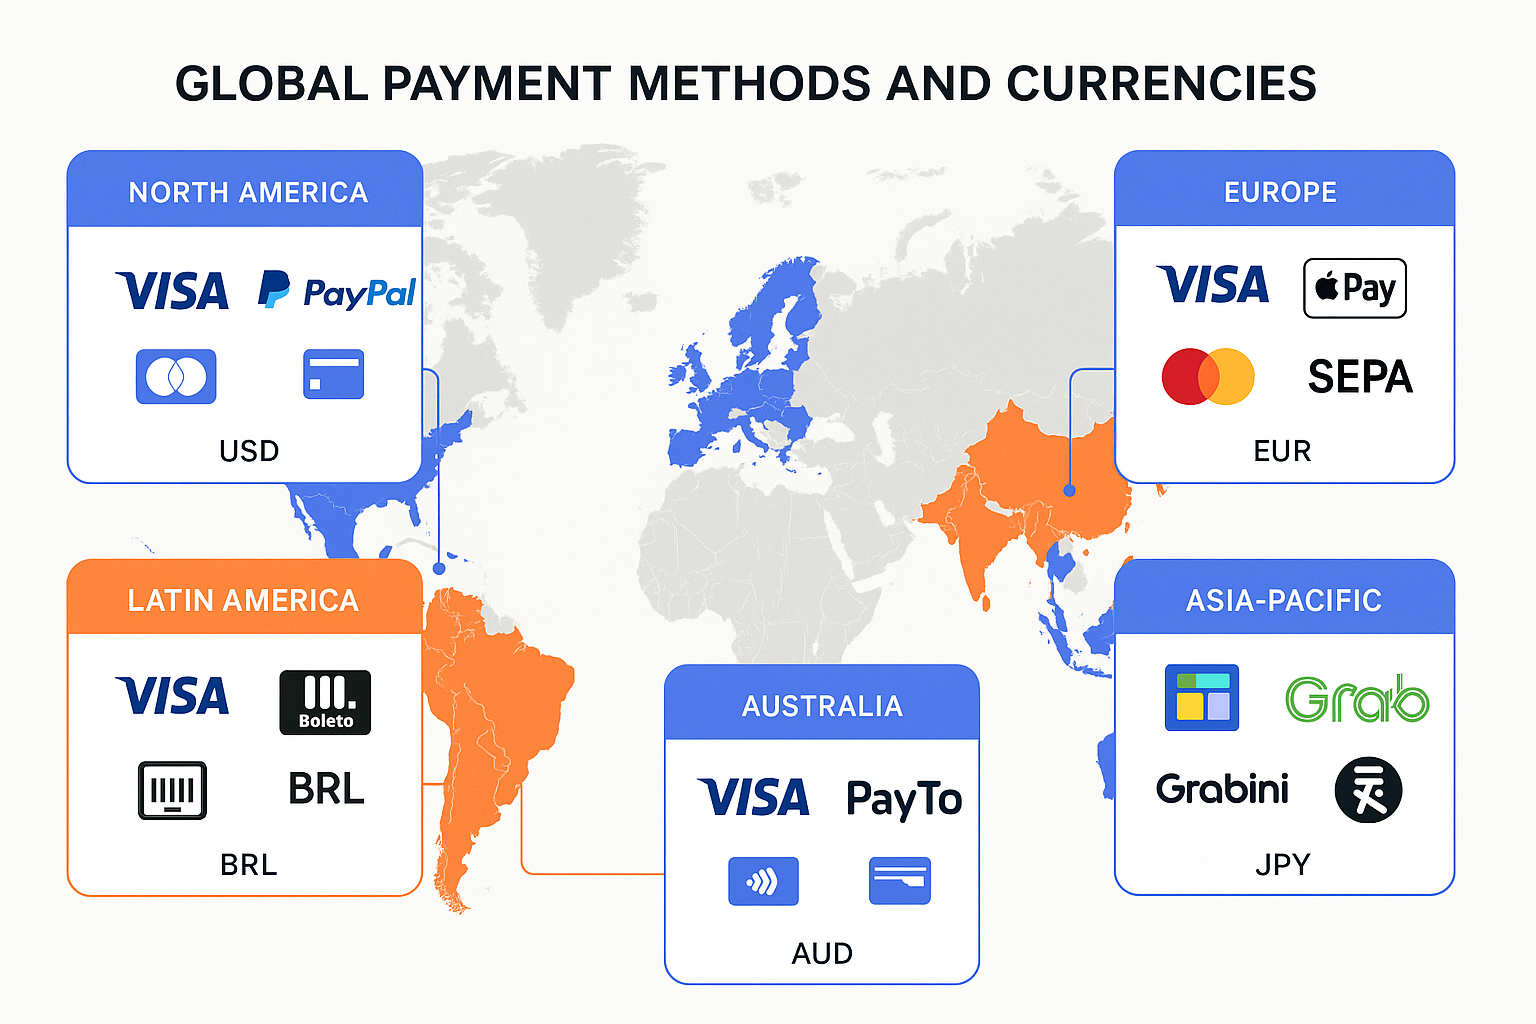 GLOBAL PAYMENT METHODS AND CURRENCIES
NORTH AMERICA
VISA
PayPal
USD
EUROPE
VISA
Pay
SEPA
EUR
LATIN AMERICA
VISA
Boleto
BRL
BRL
AUSTRALIA
VISA
PayTo
AUD
ASIA-PACIFIC
Grab
Grabini
JPY